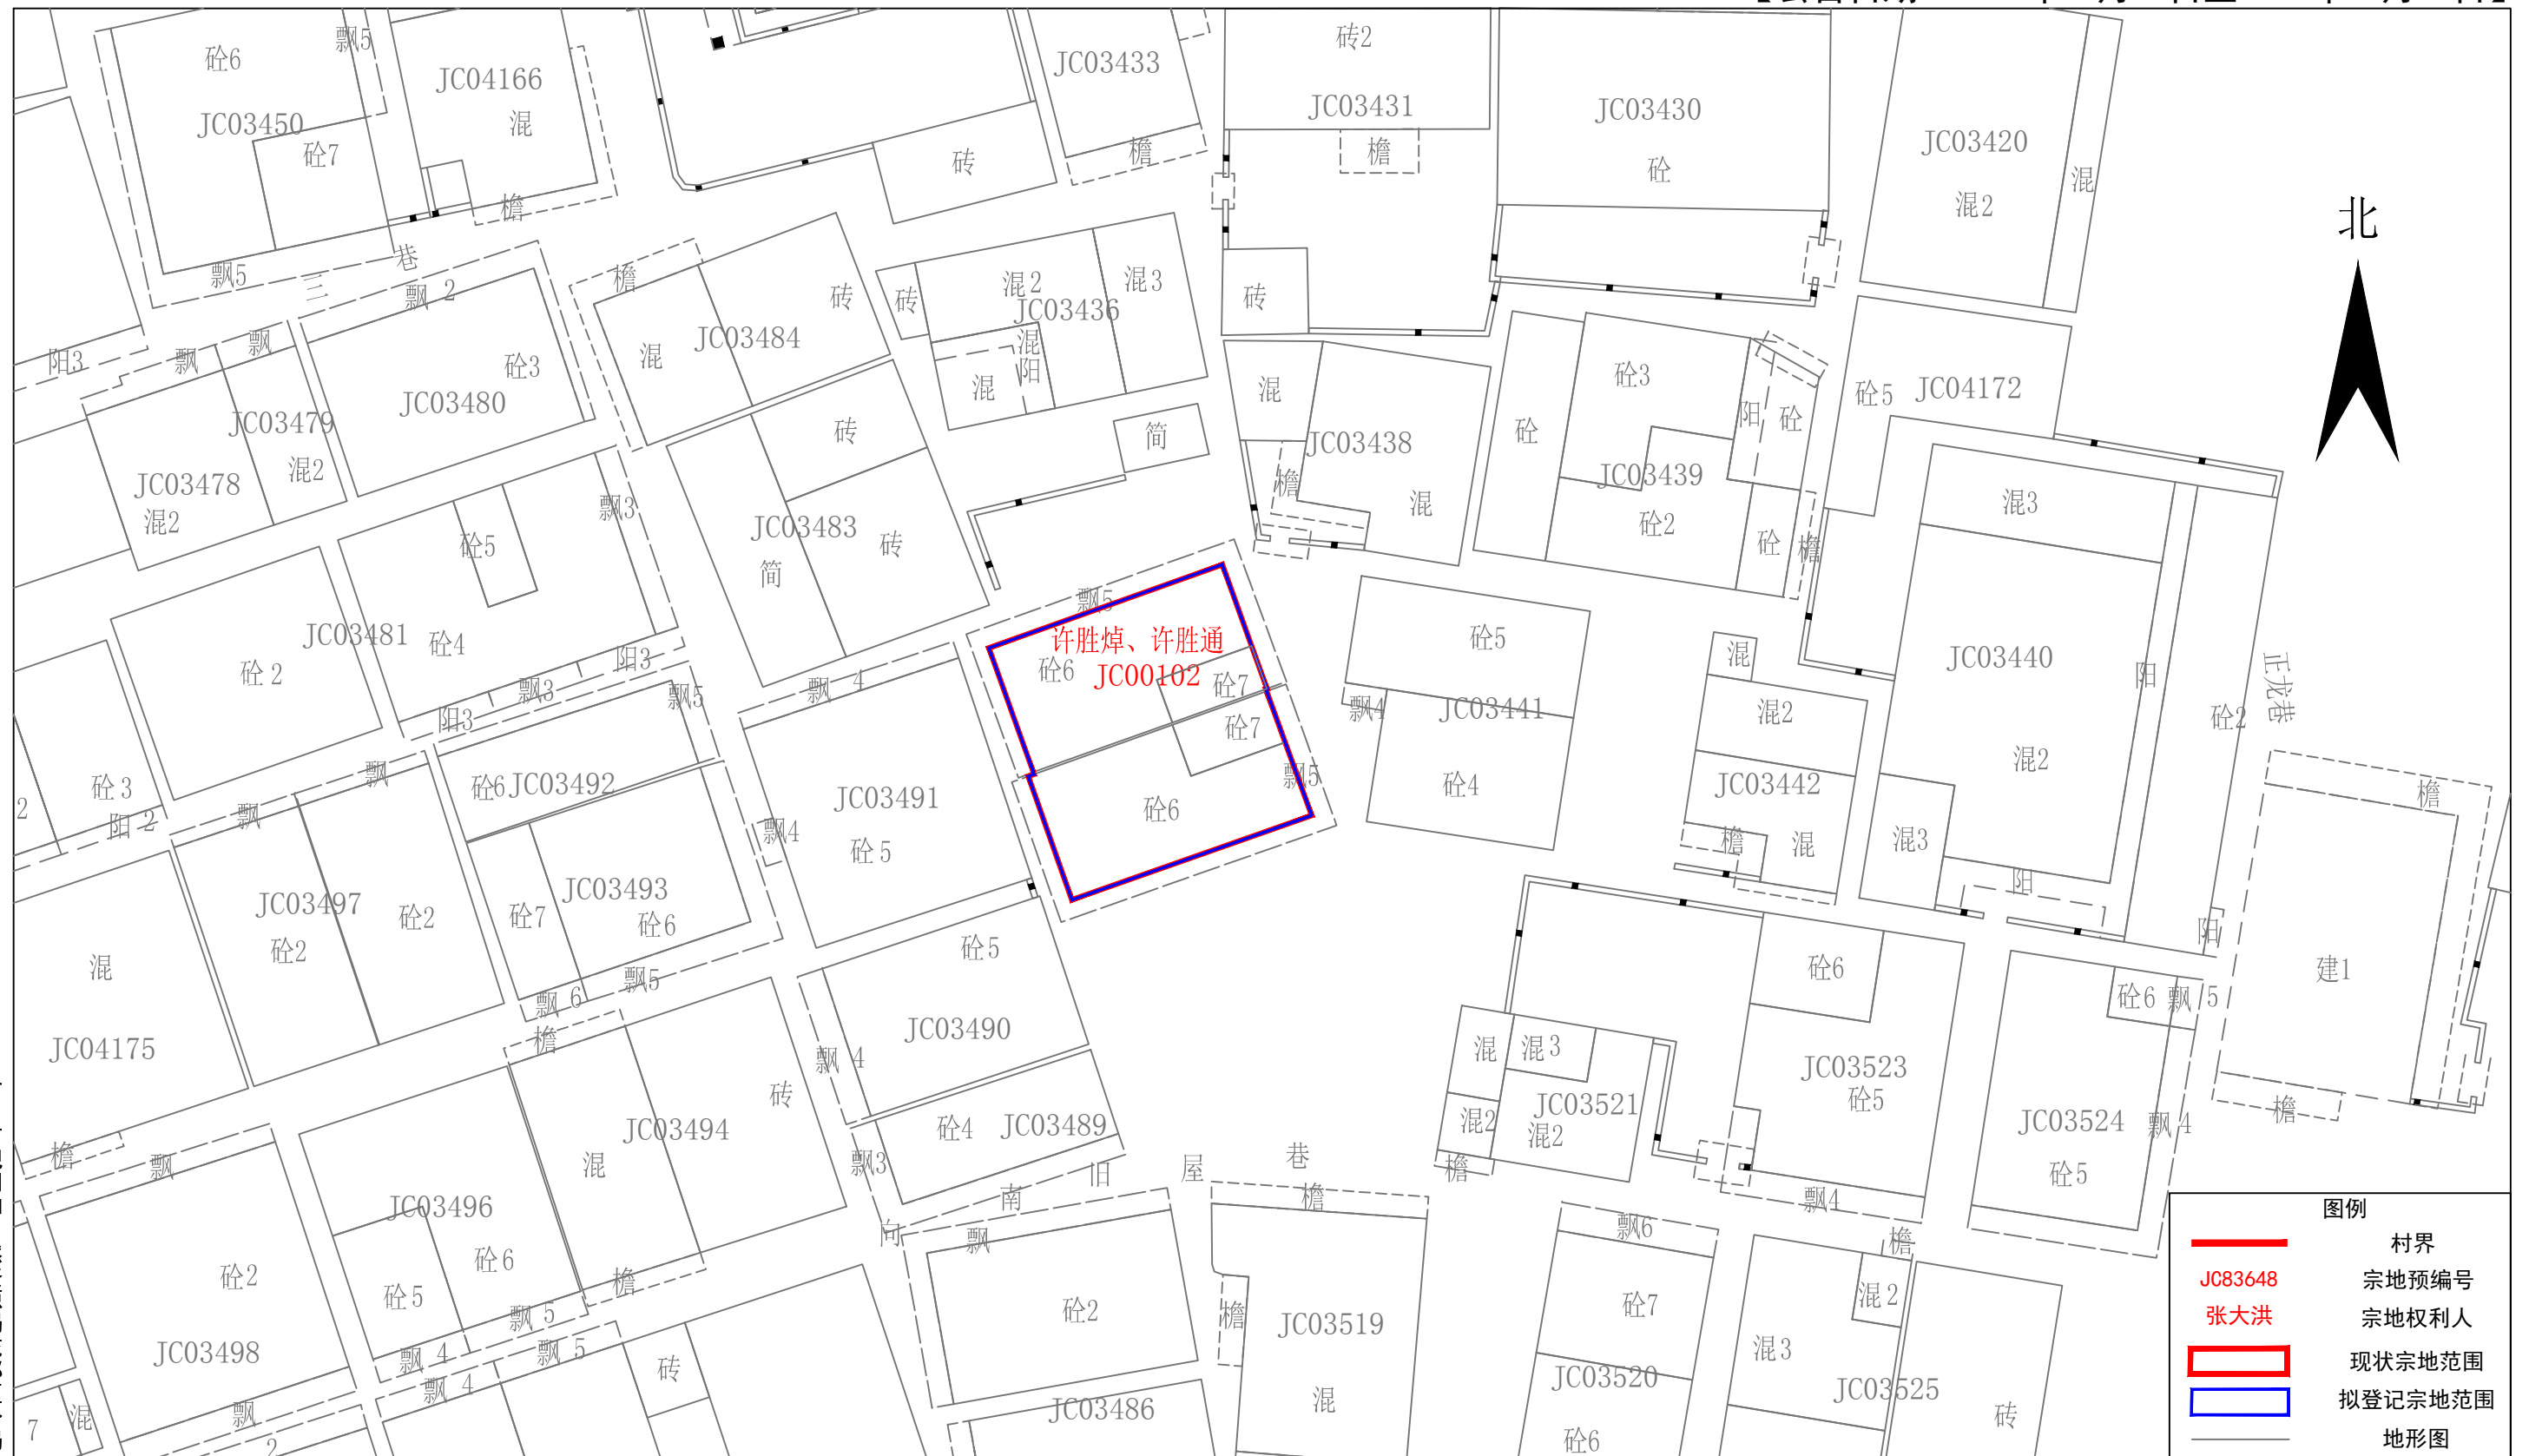 砼6
飘5
JC04166
混
JC03450
砼7
檐
飘5
三
巷
JC03433
檐
砖
砖2
JC03431
檐
砖
JC03430
砼
JC03420
混2
混
北
阳3
飘
飘
飘 2
砼3
JC03480
JC03479
混2
JC03478
混2
檐
砖
JC03484
混
砖
混2
JC03436
混3
混
阳
混
简
砖
JC03483
砖
简
混
JC03438
檐
混
砼
砼3
JC03439
砼2
阳
砼
砼
檐
砼5
JC04172
混3
JC03440
混2
阳
砼2
正龙巷
飘3
砼5
JC03481
砼4
砼 2
阳3
飘3
阳3
飘5
飘 4
飘5
许胜焯、许胜通
JC00102
砼6
砼7
砼7
飘5
砼6
砼5
飘4
JC03441
砼4
混
混2
JC03442
檐
混
混3
阳
阳
檐
建1
檐
2
砼3
阳 2
飘
飘
砼6
JC03492
飘4
JC03491
砼5
JC03493
砼7
砼6
JC03497
砼2
砼2
混
JC04175
飘5
飘 6
檐
砼5
JC03490
飘 4
砼4
JC03489
飘3
砖
JC03494
混
檐
飘
JC03496
砼6
砼5
檐
飘 5
飘 5
飘 4
飘 4
砼2
JC03498
飘
2
7
混
砖
向
南
旧
屋
巷
飘
砼2
JC03486
檐
檐
JC03519
混
混
混3
混2
JC03521
混2
檐
砼6
JC03523
砼5
飘4
砼6
飘 5
JC03524
飘4
砼5
飘6
砼7
JC03520
砼6
檐
混2
混3
JC03525
砖
图例
村界
JC83648
宗地预编号
张大洪
宗地权利人
现状宗地范围
拟登记宗地范围
地形图